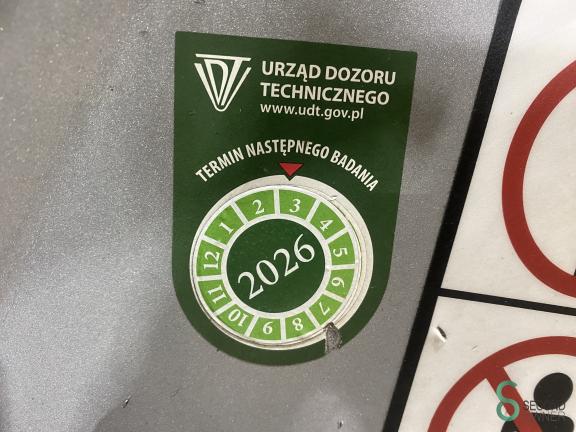 URZĄD DOZORU
TECHNICZNEGO
www.udt.gov.pl
TERMIN NASTĘPNEGO BADANIA
1 2 3 4 5 6 7 8 9 10 11 12
2026